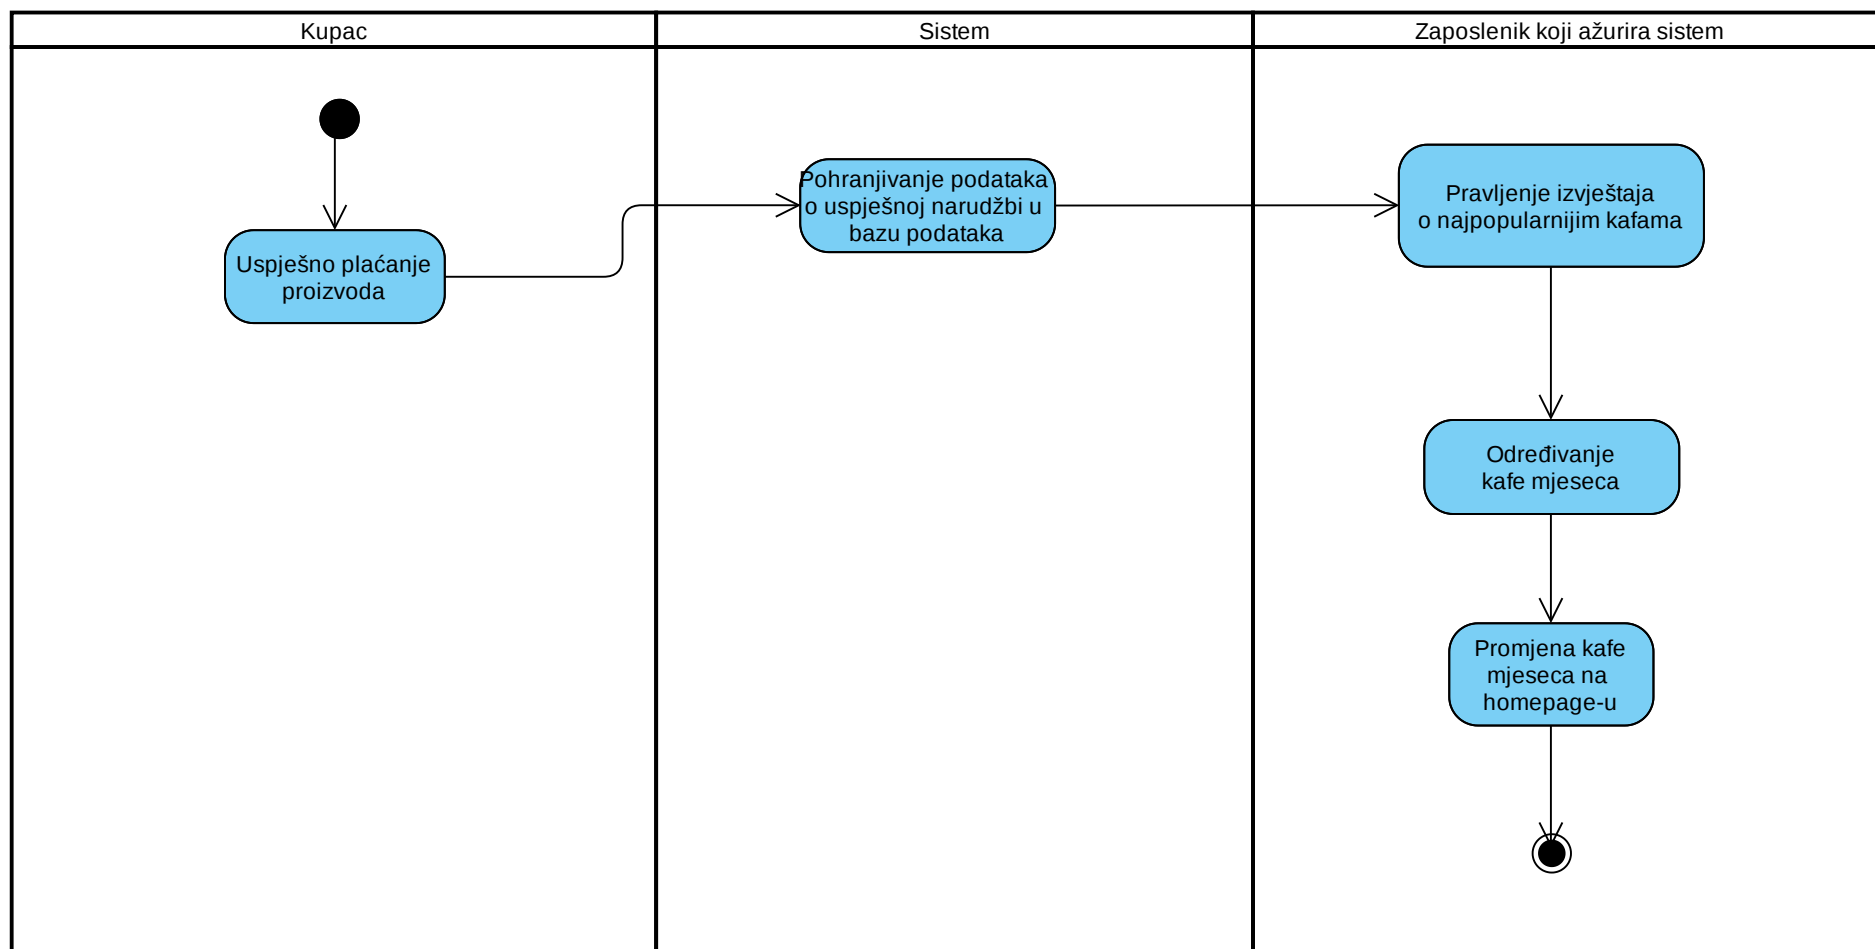 Kupac
Sistem
Zaposlenik koji ažurira sistem
Uspješno plaćanje
proizvoda
Pohranjivanje podataka
o uspješnoj narudžbi u
bazu podataka
Pravljenje izvještaja
o najpopularnijim kafama
Određivanje
kafe mjeseca
Promjena kafe
mjeseca na
homepage-u